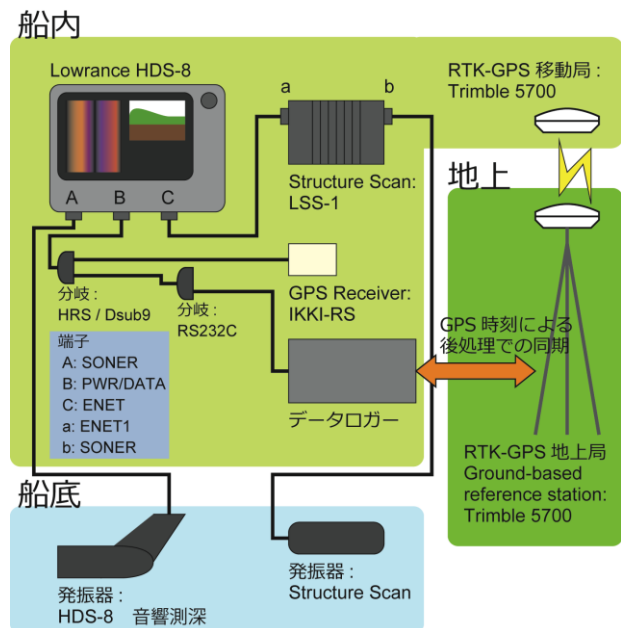 船内
Lowrance HDS-8
a
b
RTK-GPS 移動局 :
Trimble 5700
A
B
C
Structure Scan:
LSS-1
地上
分岐 :
HRS / Dsub9
分岐 :
RS232C
GPS Receiver:
IKKI-RS
GPS 時刻による
後処理での同期
端子
A: SONER
B: PWR/DATA
C: ENET
a: ENET1
b: SONER
データロガー
RTK-GPS 地上局
Ground-based
reference station:
Trimble 5700
船底
発振器 :
HDS-8 音響測深
発振器 :
Structure Scan